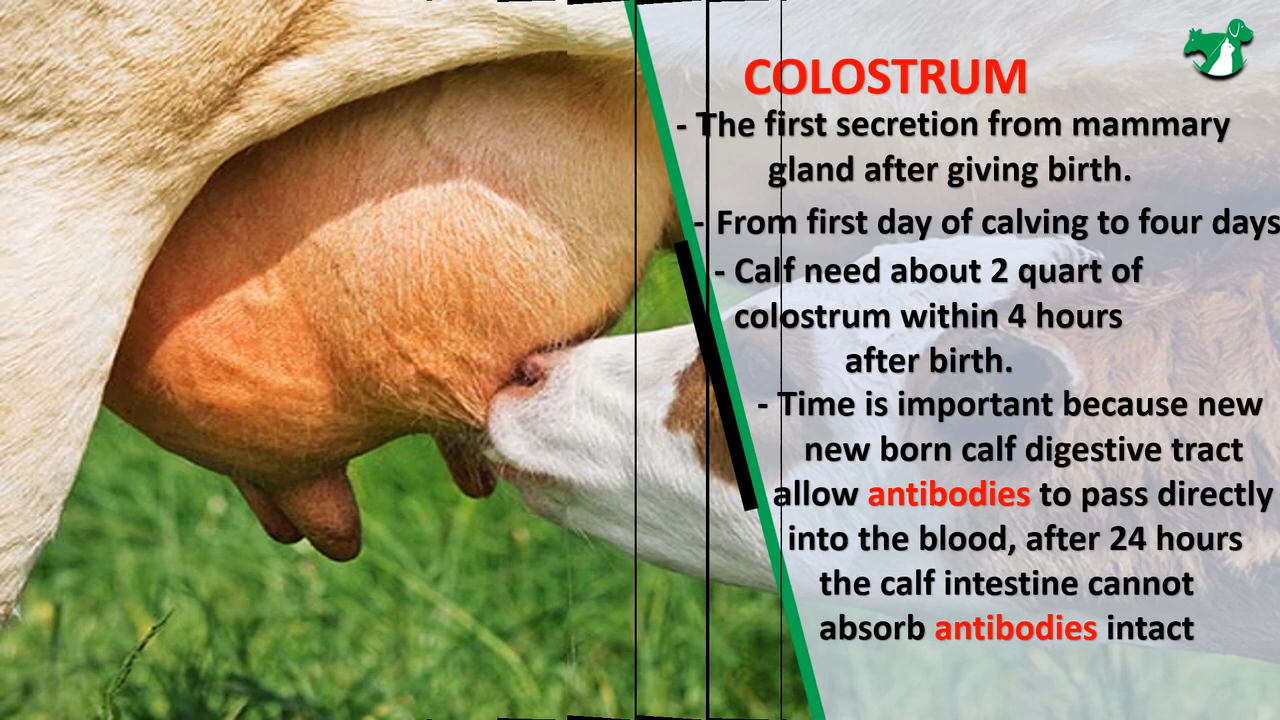 COLOSTRUM
- The first secretion from mammary
gland after giving birth.
- From first day of calving to four days
- Calf need about 2 quart of
colostrum within 4 hours
after birth.
- Time is important because new
new born calf digestive tract
allow antibodies to pass directly
into the blood, after 24 hours
the calf intestine cannot
absorb antibodies intact